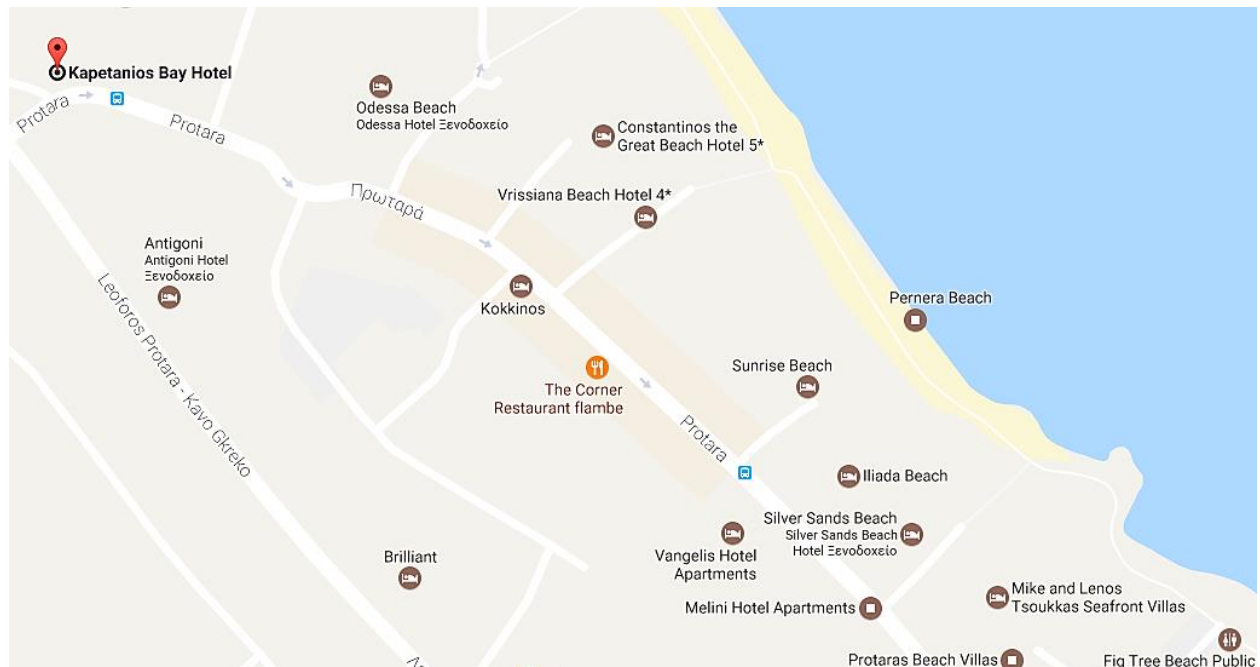 Kapetanios Bay Hotel
Protara
Protara
Odessa Beach
Odessa Hotel Ξενοδοχείο
Constantinos the
Great Beach Hotel 5*
Πρωταρά
Vrissiana Beach Hotel 4*
Antigoni
Antigoni Hotel
Ξενοδοχείο
Leoforos Protara - Kavo Gkreko
Kokkinos
Pernera Beach
The Corner
Restaurant flambe
Sunrise Beach
Protara
Iliada Beach
Silver Sands Beach
Silver Sands Beach
Hotel Ξενοδοχείο
Vangelis Hotel
Apartments
Brilliant
Mike and Lenos
Tsoukkas Seafront Villas
Melini Hotel Apartments
Protaras Beach Villas
Fig Tree Beach Public